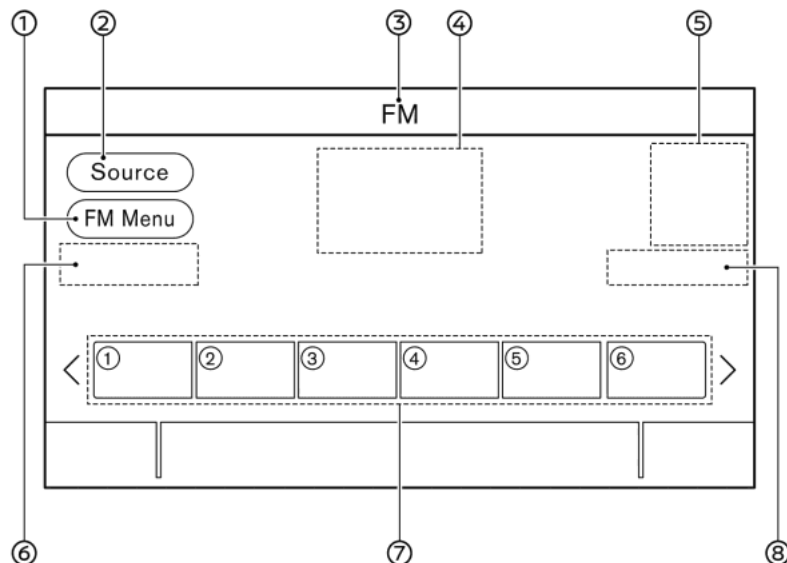 ① ② ③ ④ ⑤
FM
Source
FM Menu
① ② ③ ④ ⑤ ⑥
⑥ ⑦ ⑧